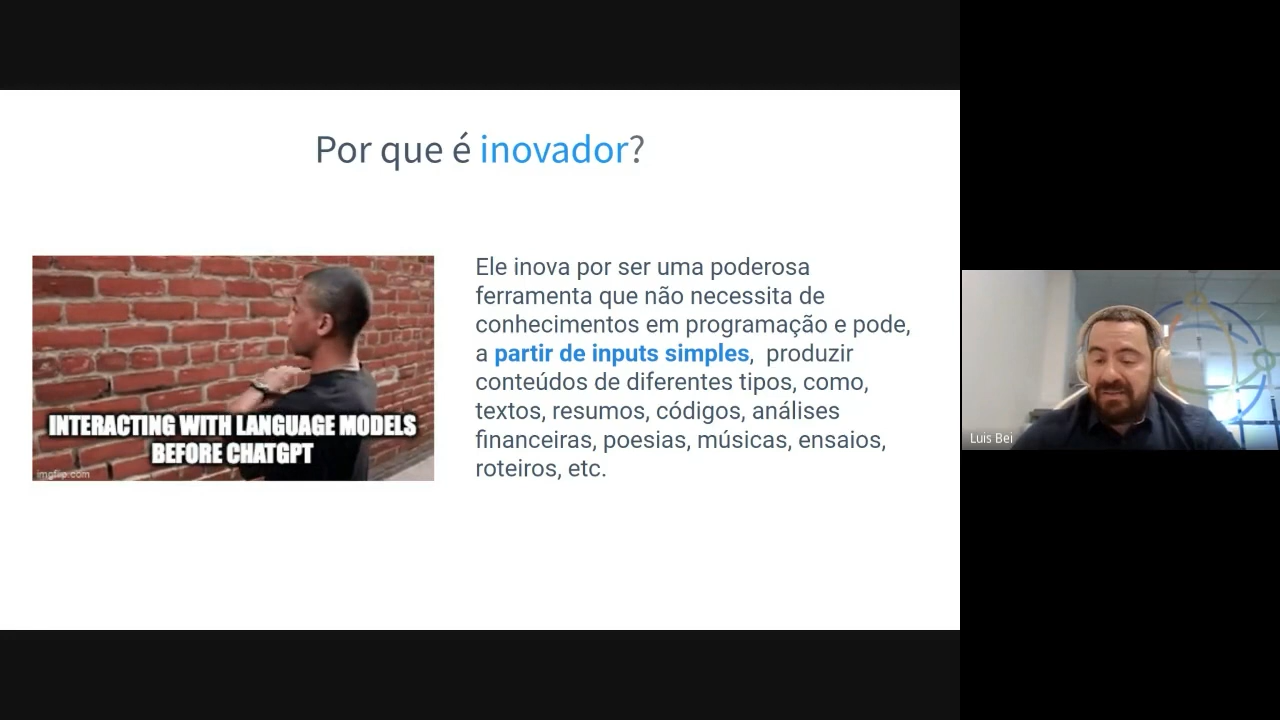 Por que é inovador?
Ele inova por ser uma poderosa
ferramenta que não necessita de
conhecimentos em programação e pode,
a partir de inputs simples,  produzir
conteúdos de diferentes tipos, como,
textos, resumos, códigos, análises
financeiras, poesias, músicas, ensaios,
roteiros, etc.
INTERACTING WITH LANGUAGE MODELS
BEFORE CHATGPT
imgflip.com
Luis Bei